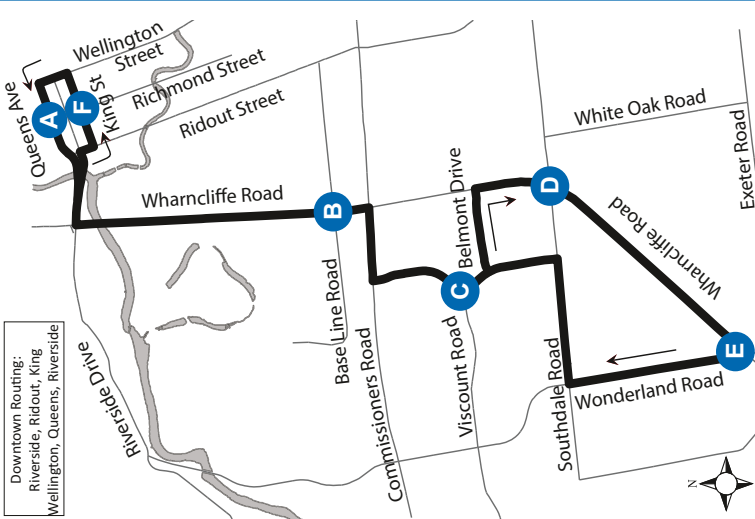 Wellington
Street
Queens Ave
A
F
King St
Richmond Street
Ridout Street
White Oak Road
Exeter Road
Wharncliffe Road
B
Belmont Drive
D
Wharncliffe Road
C
Base Line Road
Commissioners Road
Viscount Road
Southdale Road
E
Wonderland Road
Riverside Drive
Downtown Routing:
Riverside, Ridout, King
Wellington, Queens, Riverside
N